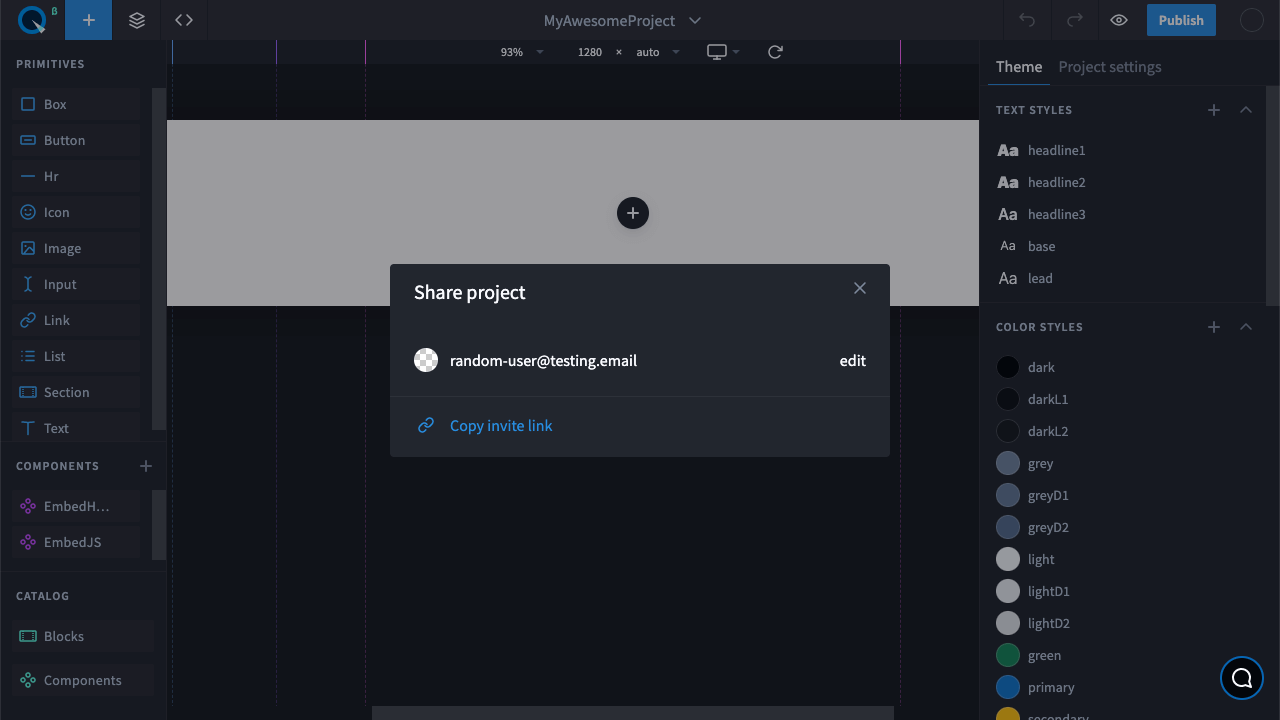 β
MyAwesomeProject
Publish
PRIMITIVES
Box
Button
Hr
Icon
Image
Input
Link
List
Section
Text
COMPONENTS
EmbedH...
EmbedJS
CATALOG
Blocks
Components
93%
1280 × auto
Share project
random-user@testing.email
edit
Copy invite link
Theme
Project settings
TEXT STYLES
Aa headline1
Aa headline2
Aa headline3
Aa base
Aa lead
COLOR STYLES
dark
darkL1
darkL2
grey
greyD1
greyD2
light
lightD1
lightD2
green
primary
secondary